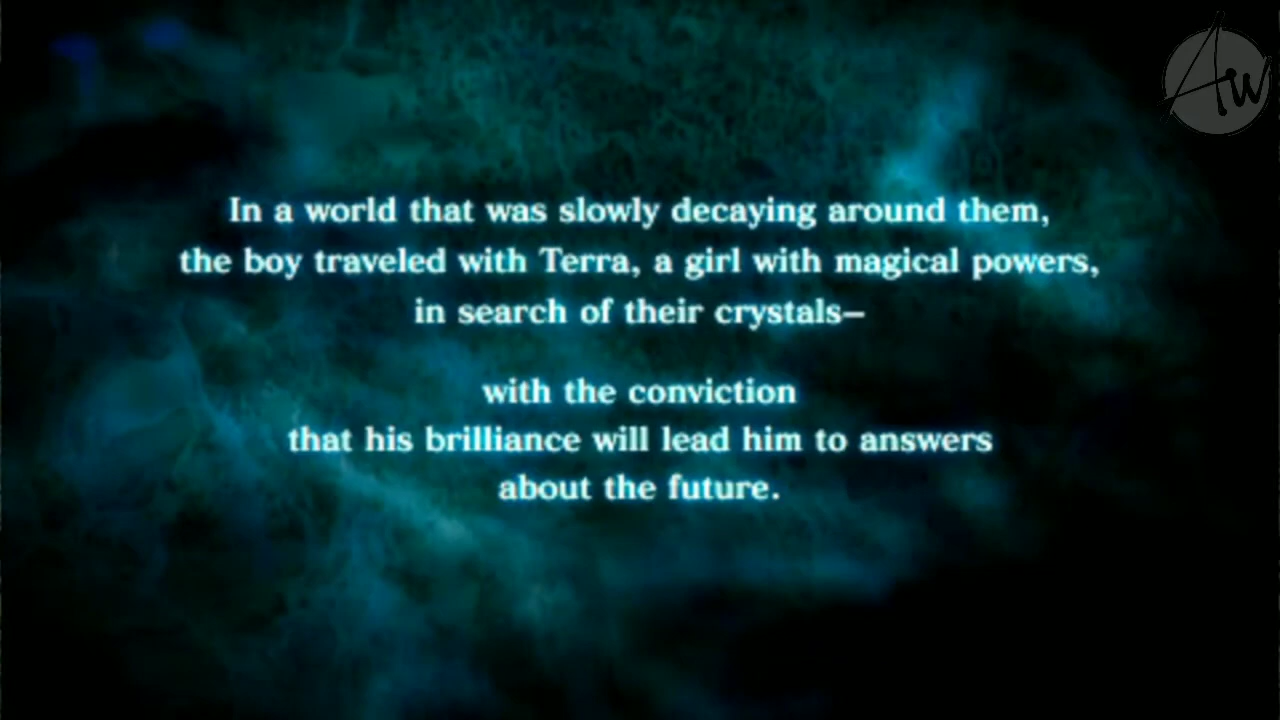 Aw
In a world that was slowly decaying around them,
the boy traveled with Terra, a girl with magical powers,
in search of their crystals—
with the conviction
that his brilliance will lead him to answers
about the future.